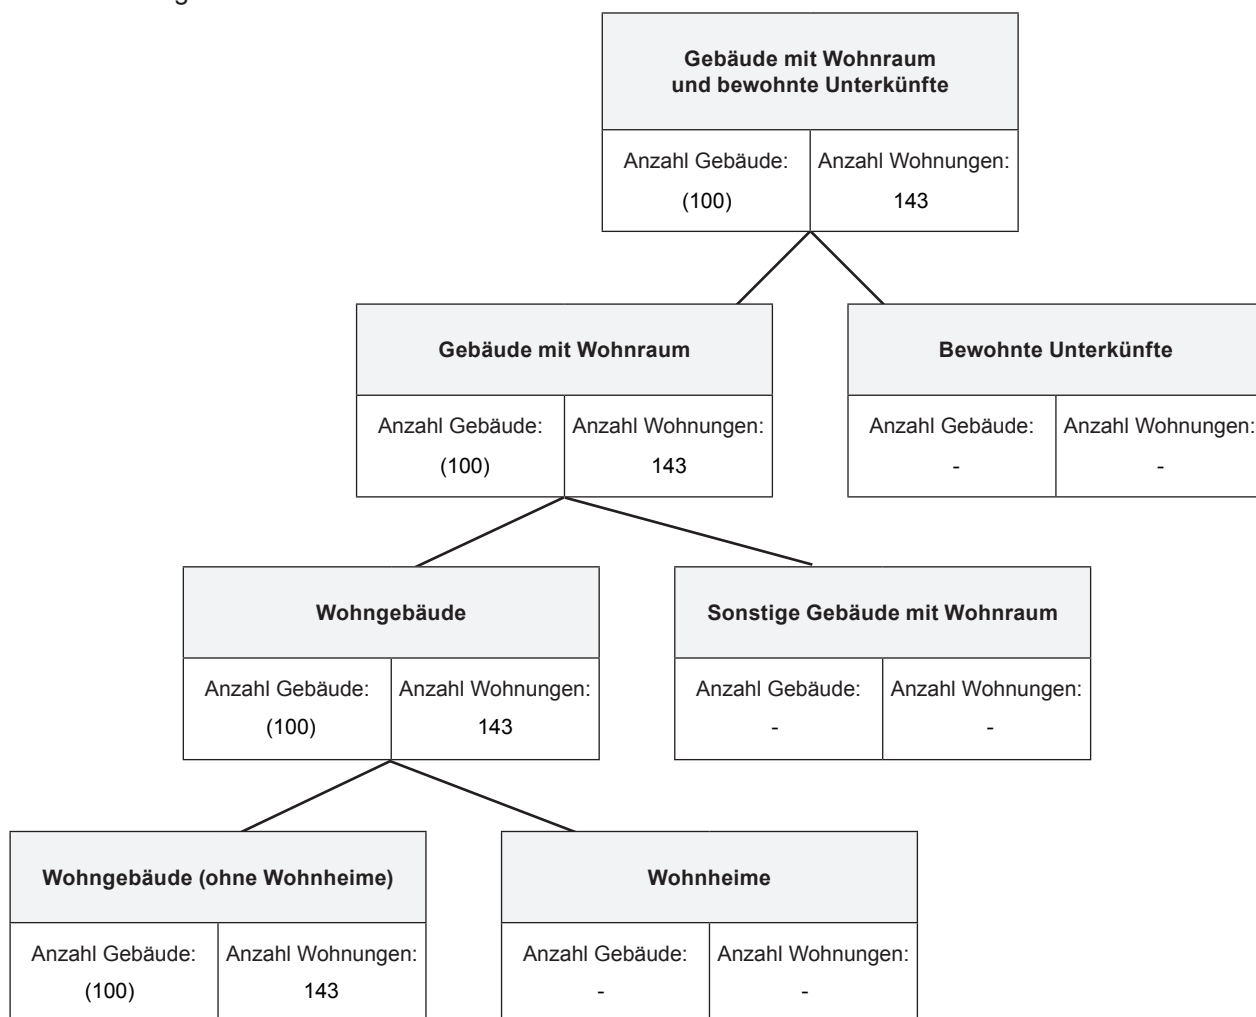 Gebäude mit Wohnraum
und bewohnte Unterkünfte
Anzahl Gebäude: Anzahl Wohnungen:
(100) 143
Gebäude mit Wohnraum Bewohnte Unterkünfte
Anzahl Gebäude: Anzahl Wohnungen: Anzahl Gebäude: Anzahl Wohnungen:
(100) 143 - -
Wohngebäude Sonstige Gebäude mit Wohnraum
Anzahl Gebäude: Anzahl Wohnungen: Anzahl Gebäude: Anzahl Wohnungen:
(100) 143 - -
Wohngebäude (ohne Wohnheime) Wohnheime
Anzahl Gebäude: Anzahl Wohnungen: Anzahl Gebäude: Anzahl Wohnungen:
(100) 143 - -